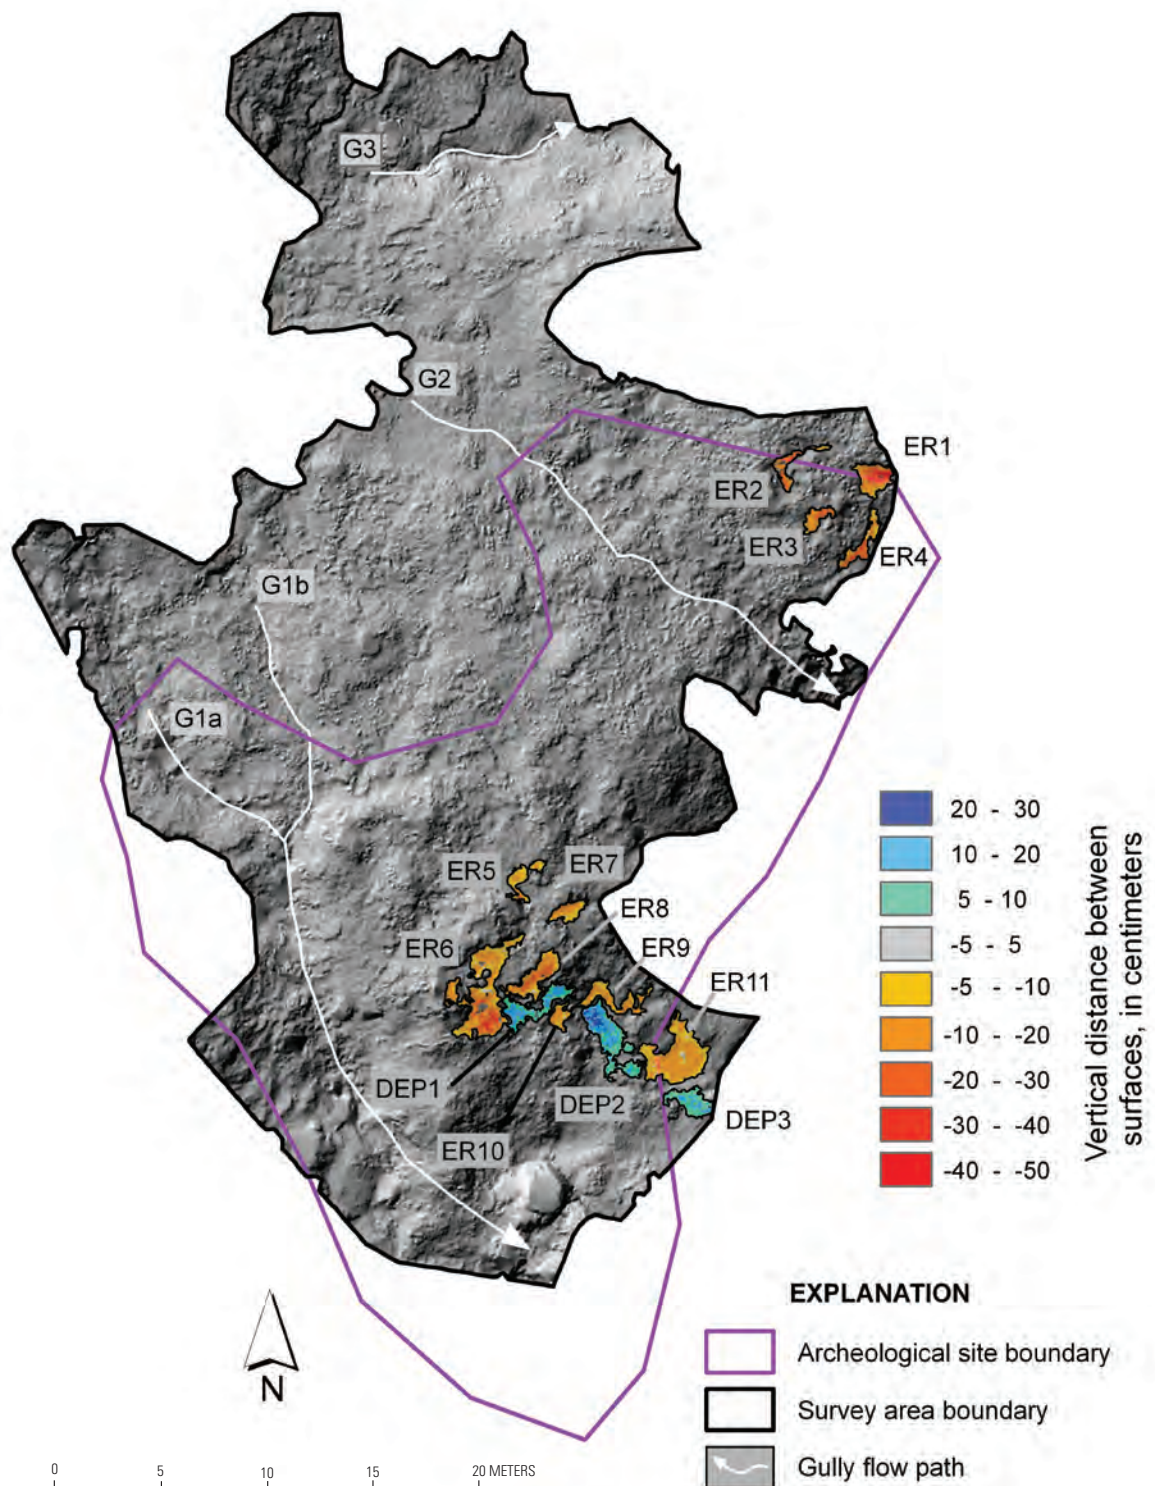 G3
G2
ER1
ER2
ER3
ER4
G1b
G1a
20 - 30
10 - 20
5 - 10
-5 - 5
-5 - -10
-10 - -20
-20 - -30
-30 - -40
-40 - -50
Vertical distance between
surfaces, in centimeters
ER5
ER7
ER8
ER6
ER9
ER11
DEP1
DEP2
DEP3
ER10
EXPLANATION
Archeological site boundary
Survey area boundary
Gully flow path
N
0 5 10 15 20 METERS